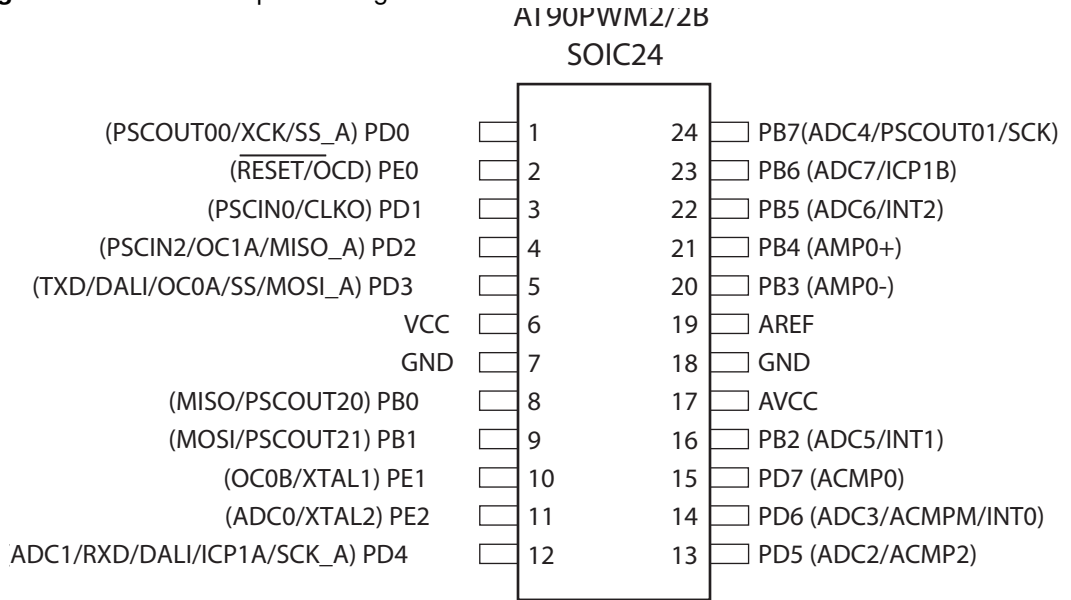 AT90PWM2/2B
SOIC24
(PSCOUT00/XCK/SS_A) PD0 1 24 PB7(ADC4/PSCOUT01/SCK)
(RESET/OCD) PE0 2 23 PB6 (ADC7/ICP1B)
(PSCIN0/CLKO) PD1 3 22 PB5 (ADC6/INT2)
(PSCIN2/OC1A/MISO_A) PD2 4 21 PB4 (AMP0+)
(TXD/DALI/OC0A/SS/MOSI_A) PD3 5 20 PB3 (AMP0-)
VCC 6 19 AREF
GND 7 18 GND
(MISO/PSCOUT20) PB0 8 17 AVCC
(MOSI/PSCOUT21) PB1 9 16 PB2 (ADC5/INT1)
(OC0B/XTAL1) PE1 10 15 PD7 (ACMP0)
(ADC0/XTAL2) PE2 11 14 PD6 (ADC3/ACMPM/INT0)
ADC1/RXD/DALI/ICP1A/SCK_A) PD4 12 13 PD5 (ADC2/ACMP2)